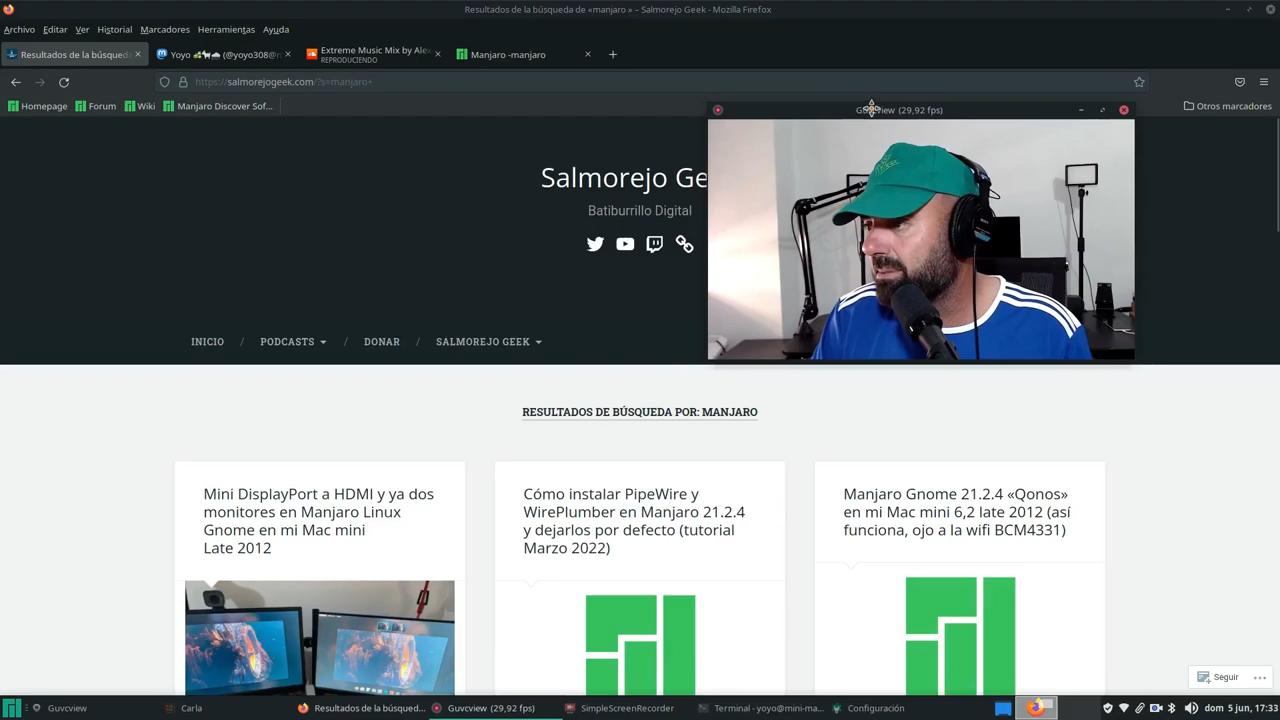 Resultados de la búsqueda de «manjaro » – Salmorejo Geek - Mozilla Firefox
Archivo Editar Ver Historial Marcadores Herramientas Ayuda
Resultados de la búsqueda
Yoyo (@yoyo308@
Extreme Music Mix by Alex
REPRODUCIENDO
Manjaro -manjaro
https://salmorejogeek.com/?s=manjaro+
Homepage Forum Wiki Manjaro Discover Sof... Otros marcadores
(29,92 fps)
Salmorejo Ge
Batiburrillo Digital
INICIO / PODCASTS / DONAR / SALMOREJO GEEK
RESULTADOS DE BÚSQUEDA POR: MANJARO
Mini DisplayPort a HDMI y ya dos
monitores en Manjaro Linux
Gnome en mi Mac mini
Late 2012
Cómo instalar PipeWire y
WirePlumber en Manjaro 21.2.4
y dejarlos por defecto (tutorial
Marzo 2022)
Manjaro Gnome 21.2.4 «Qonos»
en mi Mac mini 6,2 late 2012 (así
funciona, ojo a la wifi BCM4331)
Seguir
Guvcview Carla Resultados de la búsqued... Guvcview (29,92 fps) SimpleScreenRecorder Terminal - yoyo@mini-ma... Configuración dom 5 jun, 17:33